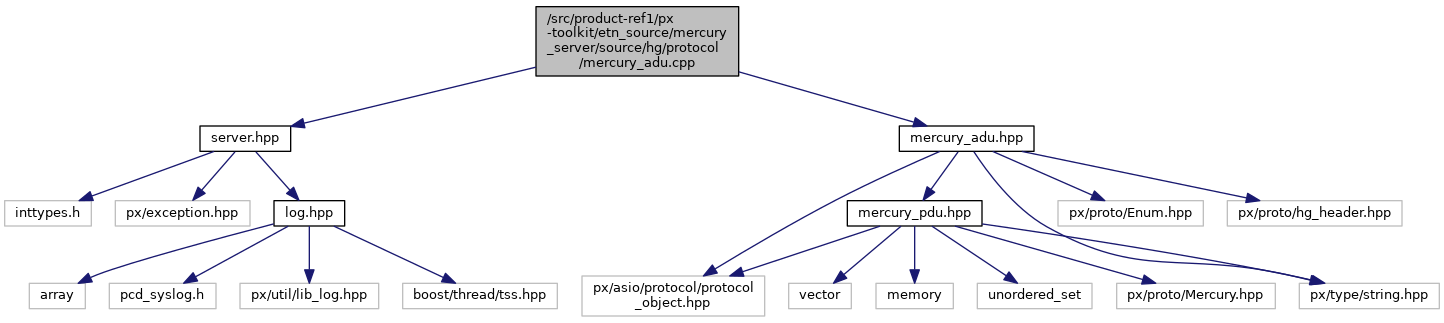 /src/product-ref1/px
-toolkit/etn_source/mercury
_server/source/hg/protocol
/mercury_adu.cpp
server.hpp
mercury_adu.hpp
inttypes.h
px/exception.hpp
log.hpp
mercury_pdu.hpp
px/proto/Enum.hpp
px/proto/hg_header.hpp
array
pcd_syslog.h
px/util/lib_log.hpp
boost/thread/tss.hpp
px/asio/protocol/protocol
_object.hpp
vector
memory
unordered_set
px/proto/Mercury.hpp
px/type/string.hpp